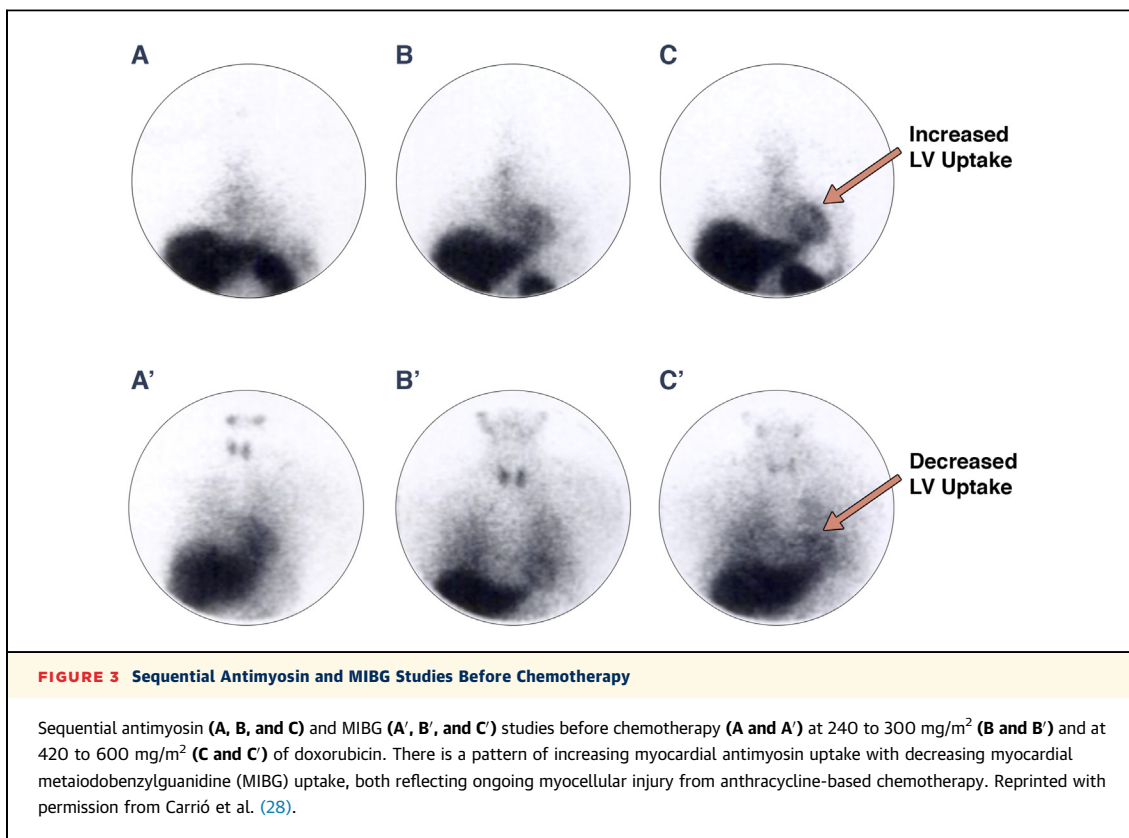 A
B
C
Increased
LV Uptake
A′
B′
C′
Decreased
LV Uptake
FIGURE 3 Sequential Antimyosin and MIBG Studies Before Chemotherapy
Sequential antimyosin (A, B, and C) and MIBG (A′, B′, and C′) studies before chemotherapy (A and A′) at 240 to 300 mg/m² (B and B′) and at
420 to 600 mg/m² (C and C′) of doxorubicin. There is a pattern of increasing myocardial antimyosin uptake with decreasing myocardial
metaiodobenzylguanidine (MIBG) uptake, both reflecting ongoing myocellular injury from anthracycline-based chemotherapy. Reprinted with
permission from Carrió et al. (28).